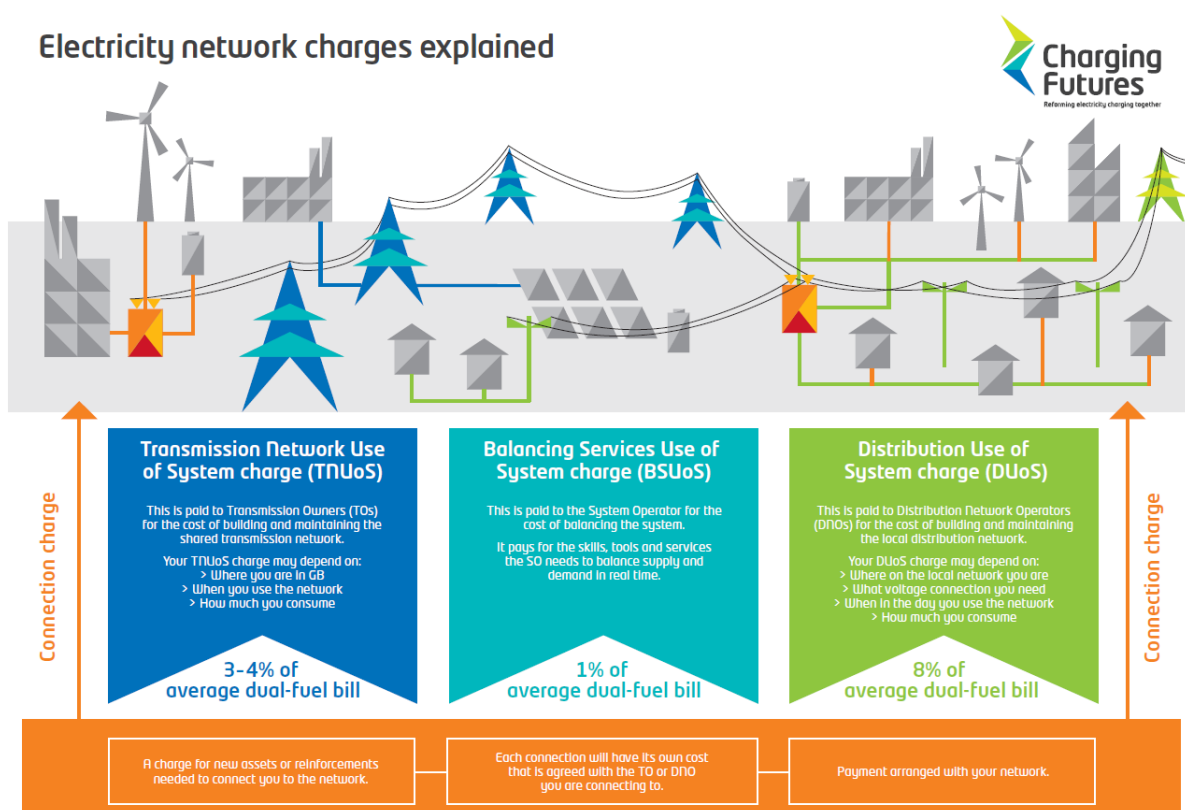 Electricity network charges explained
Charging
Futures
Reforming electricity charging together
Connection charge
Transmission Network Use
of System charge (TNUoS)
This is paid to Transmission Owners (TOs)
for the cost of building and maintaining the
shared transmission network.
Your TNUoS charge may depend on:
> Where you are in GB
> When you use the network
> How much you consume
3-4% of
average dual-fuel bill
Balancing Services Use of
System charge (BSUoS)
This is paid to the System Operator for the
cost of balancing the system.
It pays for the skills, tools and services
the SO needs to balance supply and
demand in real time.
1% of
average dual-fuel bill
Distribution Use of
System charge (DUoS)
This is paid to Distribution Network Operators
(DNOs) for the cost of building and maintaining
the local distribution network.
Your DUoS charge may depend on:
> Where on the local network you are
> What voltage connection you need
> When in the day you use the network
> How much you consume
8% of
average dual-fuel bill
Connection charge
A charge for new assets or reinforcements
needed to connect you to the network.
Each connection will have its own cost
that is agreed with the TO or DNO
you are connecting to.
Payment arranged with your network.